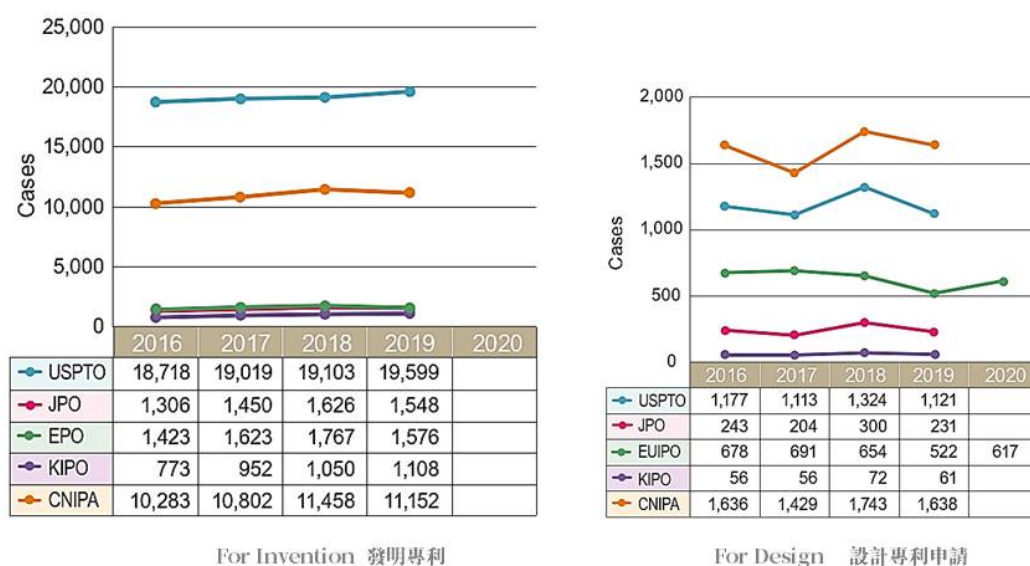 25,000
20,000
15,000
10,000
5,000
0
Cases
2016 2017 2018 2019 2020
USPTO 18,718 19,019 19,103 19,599
JPO 1,306 1,450 1,626 1,548
EPO 1,423 1,623 1,767 1,576
KIPO 773 952 1,050 1,108
CNIPA 10,283 10,802 11,458 11,152
For Invention 發明專利
2,000
1,500
1,000
500
0
Cases
2016 2017 2018 2019 2020
USPTO 1,177 1,113 1,324 1,121
JPO 243 204 300 231
EUIPO 678 691 654 522 617
KIPO 56 56 72 61
CNIPA 1,636 1,429 1,743 1,638
For Design 設計專利申請